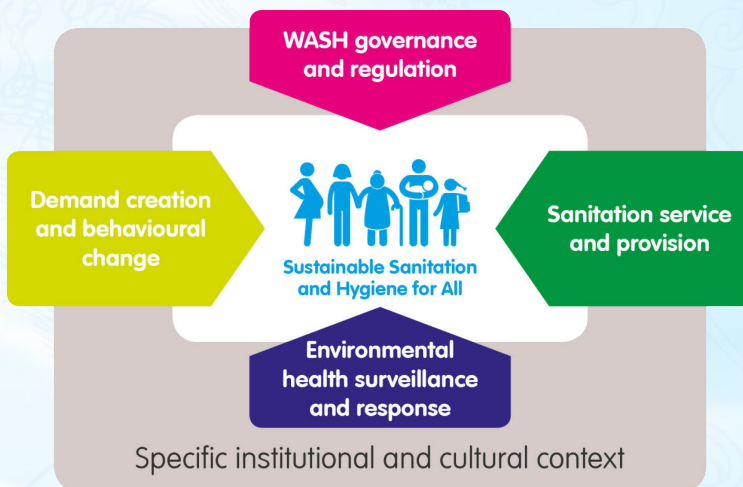 WASH governance
and regulation
Demand creation
and behavioural
change
Sustainable Sanitation
and Hygiene for All
Sanitation service
and provision
Environmental
health surveillance
and response
Specific institutional and cultural context